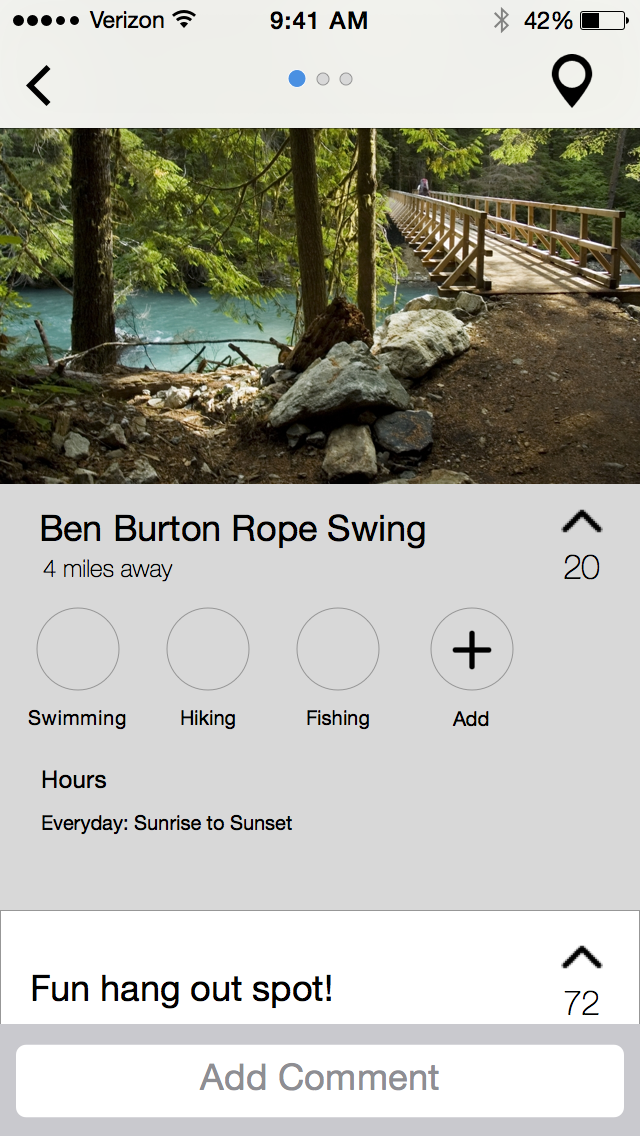 Verizon 9:41 AM 42%
Ben Burton Rope Swing
4 miles away
20
Swimming Hiking Fishing Add
Hours
Everyday: Sunrise to Sunset
Fun hang out spot!
72
Add Comment